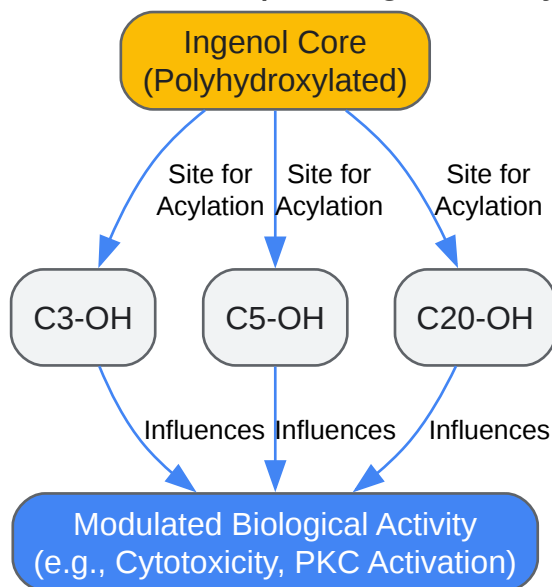 Ingenol Core
(Polyhydroxylated)
Site for
Acylation
Site for
Acylation
Site for
Acylation
C3-OH
C5-OH
C20-OH
Influences
Influences
Influences
Modulated Biological Activity
(e.g., Cytotoxicity, PKC Activation)